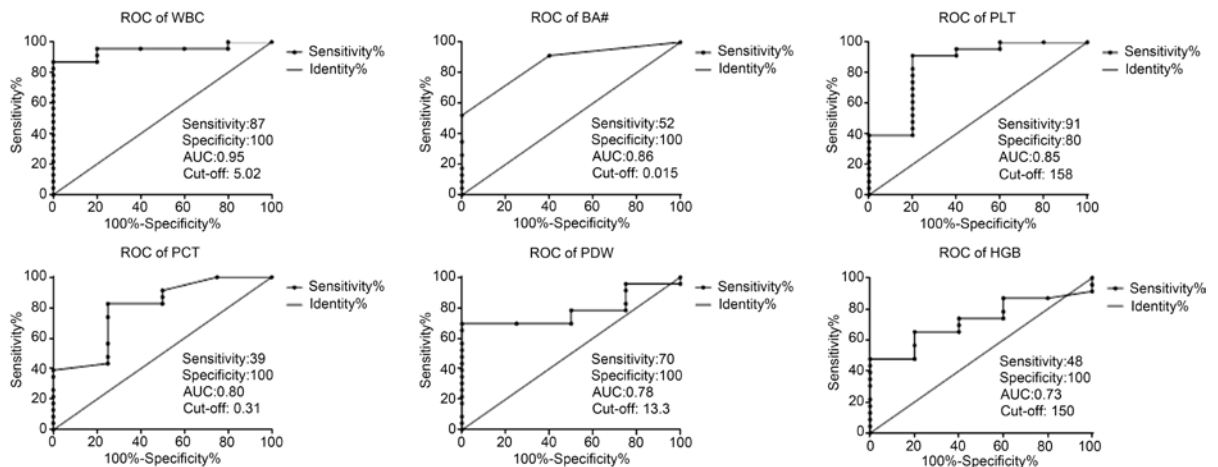 ROC of WBC
100
80
60
40
20
0
Sensitivity%
0 20 40 60 80 100
100%-Specificity%
Sensitivity%
Identity%
Sensitivity:87
Specificity:100
AUC:0.95
Cut-off: 5.02
ROC of BA#
100
80
60
40
20
0
Sensitivity%
0 20 40 60 80 100
100%-Specificity%
Sensitivity%
Identity%
Sensitivity:52
Specificity:100
AUC:0.86
Cut-off: 0.015
ROC of PLT
100
80
60
40
20
0
Sensitivity%
0 20 40 60 80 100
100%-Specificity%
Sensitivity%
Identity%
Sensitivity:91
Specificity:80
AUC:0.85
Cut-off: 158
ROC of PCT
100
80
60
40
20
0
Sensitivity%
0 20 40 60 80 100
100%-Specificity%
Sensitivity%
Identity%
Sensitivity:39
Specificity:100
AUC:0.80
Cut-off: 0.31
ROC of PDW
100
80
60
40
20
0
Sensitivity%
0 20 40 60 80 100
100%-Specificity%
Sensitivity%
Identity%
Sensitivity:70
Specificity:100
AUC:0.78
Cut-off: 13.3
ROC of HGB
100
80
60
40
20
0
Sensitivity%
0 20 40 60 80 100
100%-Specificity%
Sensitivity%
Identity%
Sensitivity:48
Specificity:100
AUC:0.73
Cut-off: 150